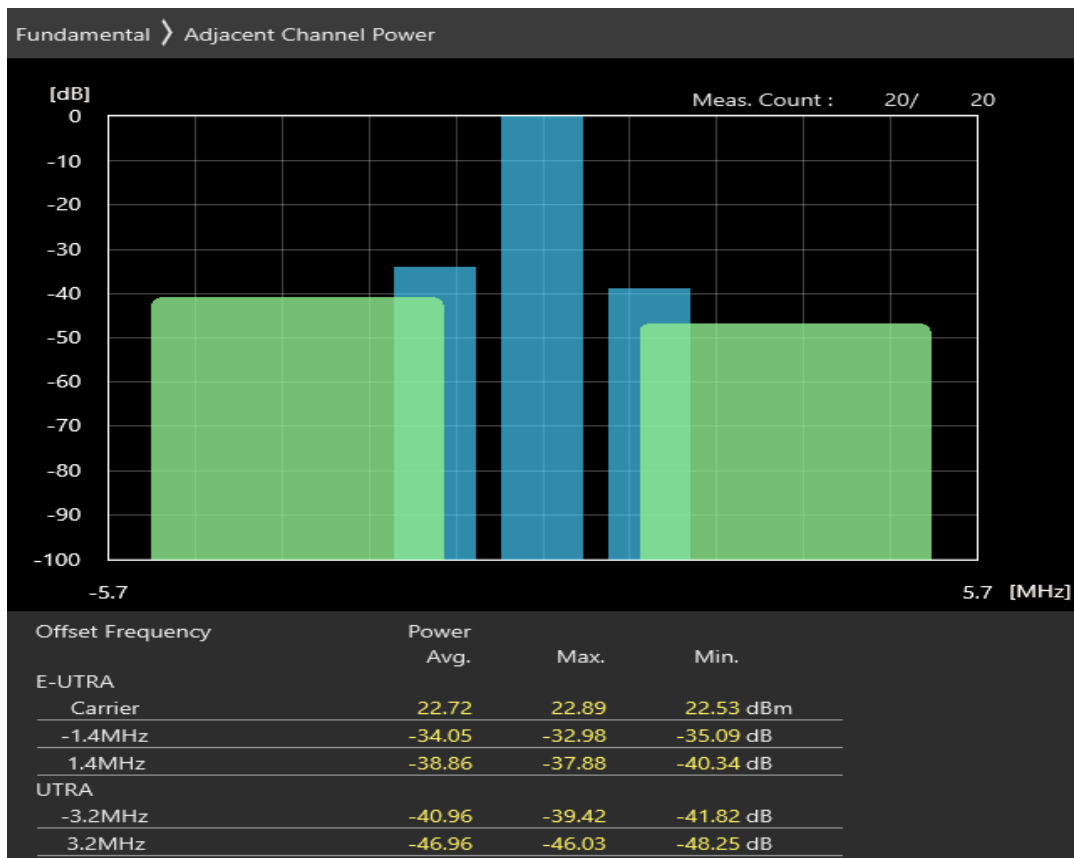 Fundamental > Adjacent Channel Power
[dB]
Meas. Count : 20/ 20
0
-10
-20
-30
-40
-50
-60
-70
-80
-90
-100
-5.7 5.7 [MHz]
Offset Frequency Power
Avg. Max. Min.
E-UTRA
Carrier 22.72 22.89 22.53 dBm
-1.4MHz -34.05 -32.98 -35.09 dB
1.4MHz -38.86 -37.88 -40.34 dB
UTRA
-3.2MHz -40.96 -39.42 -41.82 dB
3.2MHz -46.96 -46.03 -48.25 dB